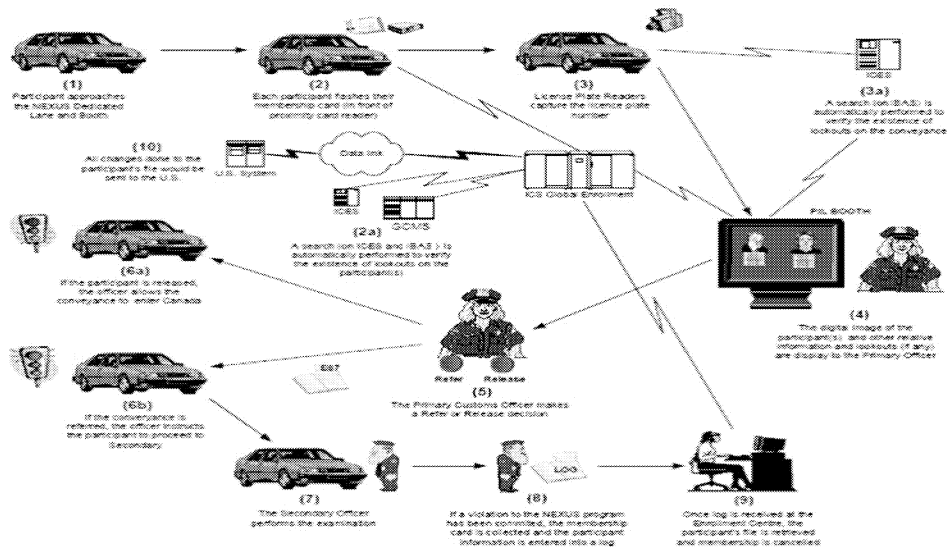 (1)
Participant approaches
the NEXUS Dedicated
Lane and Booth
(2)
Each participant flashes their
membership card (in front of
proximity card reader)
(3)
License Plate Readers
capture the licence plate
number
ICES
(3a)
A search (on IBAS) is
automatically performed to
verify the existence of
lookouts on the conveyance
(10)
All changes done to the
participant's file would be
sent to the U.S.
U.S. System
Data link
ICES
GCMS
(2a)
A search (on ICES and IBAS) is
automatically performed to verify
the existence of lookouts on the
participant(s)
ICS Global Enrolment
PIL BOOTH
(4)
The digital image of the
participant(s) and other relative
information and lookouts (if any)
are display to the Primary Officer
(6a)
If the participant is released,
the officer allows the
conveyance to enter Canada
Refer Release
(5)
The Primary Customs Officer makes
a Refer or Release decision
E67
(6b)
If the conveyance is
referred, the officer instructs
the participant to proceed to
Secondary
(7)
The Secondary Officer
performs the examination
LOG
(8)
If a violation to the NEXUS program
has been commited, the membership
card is collected and the participant
information is entered into a log
(9)
Once log is received at the
Enrolment Centre, the
participant's file is retrieved
and membership is cancelled